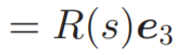 = R(s)e₃